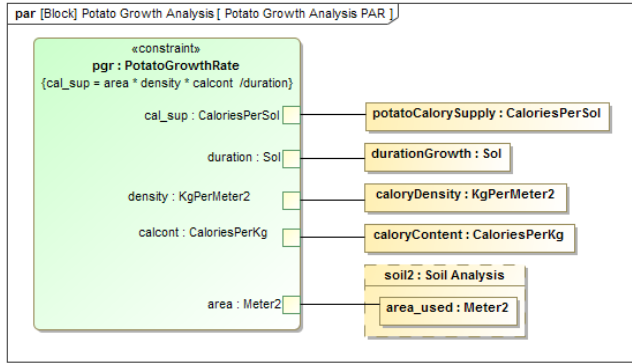 par [Block] Potato Growth Analysis [ Potato Growth Analysis PAR ]
«constraint»
pgr : PotatoGrowthRate
{cal_sup = area * density * calcont /duration}
cal_sup : CaloriesPerSol
potatoCalorySupply : CaloriesPerSol
duration : Sol
durationGrowth : Sol
density : KgPerMeter2
caloryDensity : KgPerMeter2
calcont : CaloriesPerKg
caloryContent : CaloriesPerKg
soil2 : Soil Analysis
area : Meter2
area_used : Meter2